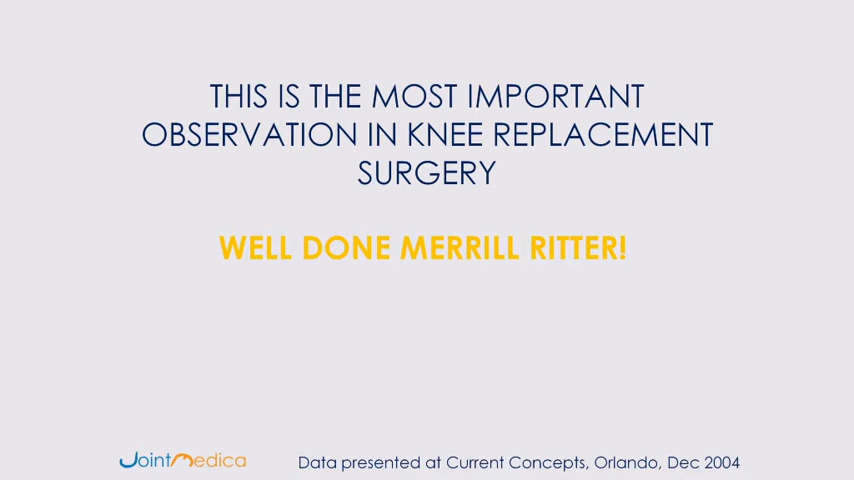 THIS IS THE MOST IMPORTANT
OBSERVATION IN KNEE REPLACEMENT
SURGERY
WELL DONE MERRILL RITTER!
JointMedica
Data presented at Current Concepts, Orlando, Dec 2004